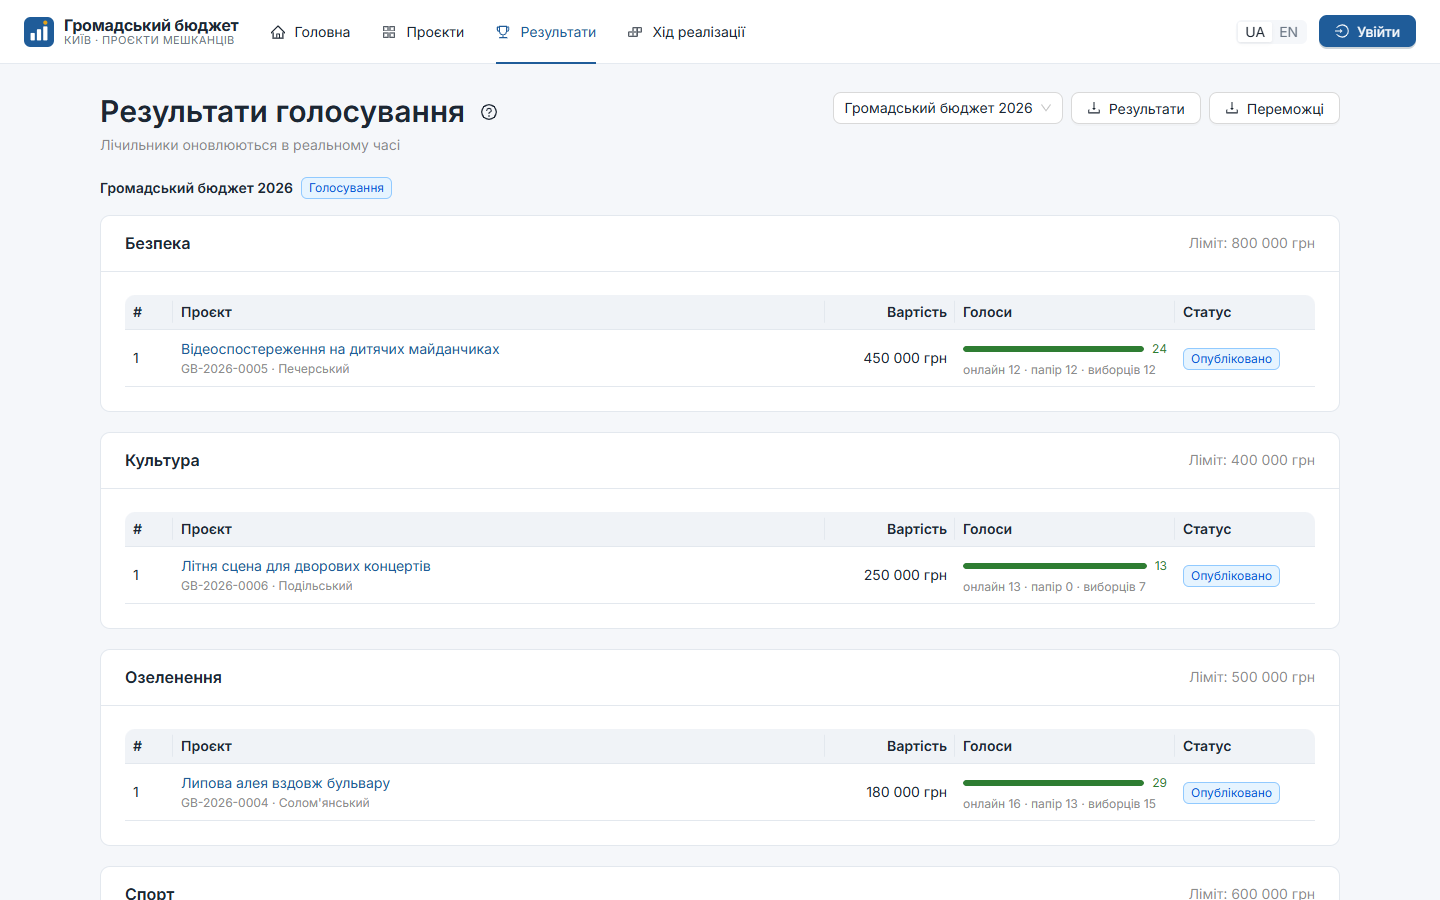 Громадський бюджет
КИЇВ · ПРОЄКТИ МЕШКАНЦІВ
Головна
Проєкти
Результати
Хід реалізації
UA EN
Увійти
Результати голосування
Лічильники оновлюються в реальному часі
Громадський бюджет 2026
Результати
Переможці
Громадський бюджет 2026 Голосування
Безпека Ліміт: 800 000 грн
# Проєкт Вартість Голоси Статус
1 Відеоспостереження на дитячих майданчиках 450 000 грн 24 Опубліковано
GB-2026-0005 · Печерський онлайн 12 · папір 12 · виборців 12
Культура Ліміт: 400 000 грн
# Проєкт Вартість Голоси Статус
1 Літня сцена для дворових концертів 250 000 грн 13 Опубліковано
GB-2026-0006 · Подільський онлайн 13 · папір 0 · виборців 7
Озеленення Ліміт: 500 000 грн
# Проєкт Вартість Голоси Статус
1 Липова алея вздовж бульвару 180 000 грн 29 Опубліковано
GB-2026-0004 · Солом'янський онлайн 16 · папір 13 · виборців 15
Спорт Ліміт: 600 000 грн